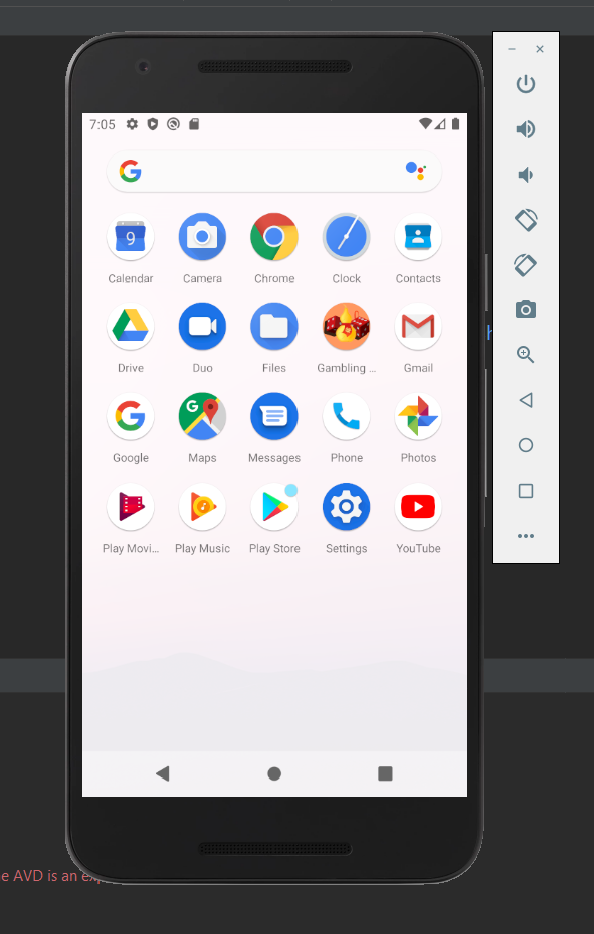 7:05
G
9
Calendar Camera Chrome Clock Contacts
Drive Duo Files Gambling ... Gmail
G
Google Maps Messages Phone Photos
Play Movi... Play Music Play Store Settings YouTube
h
e AVD is an